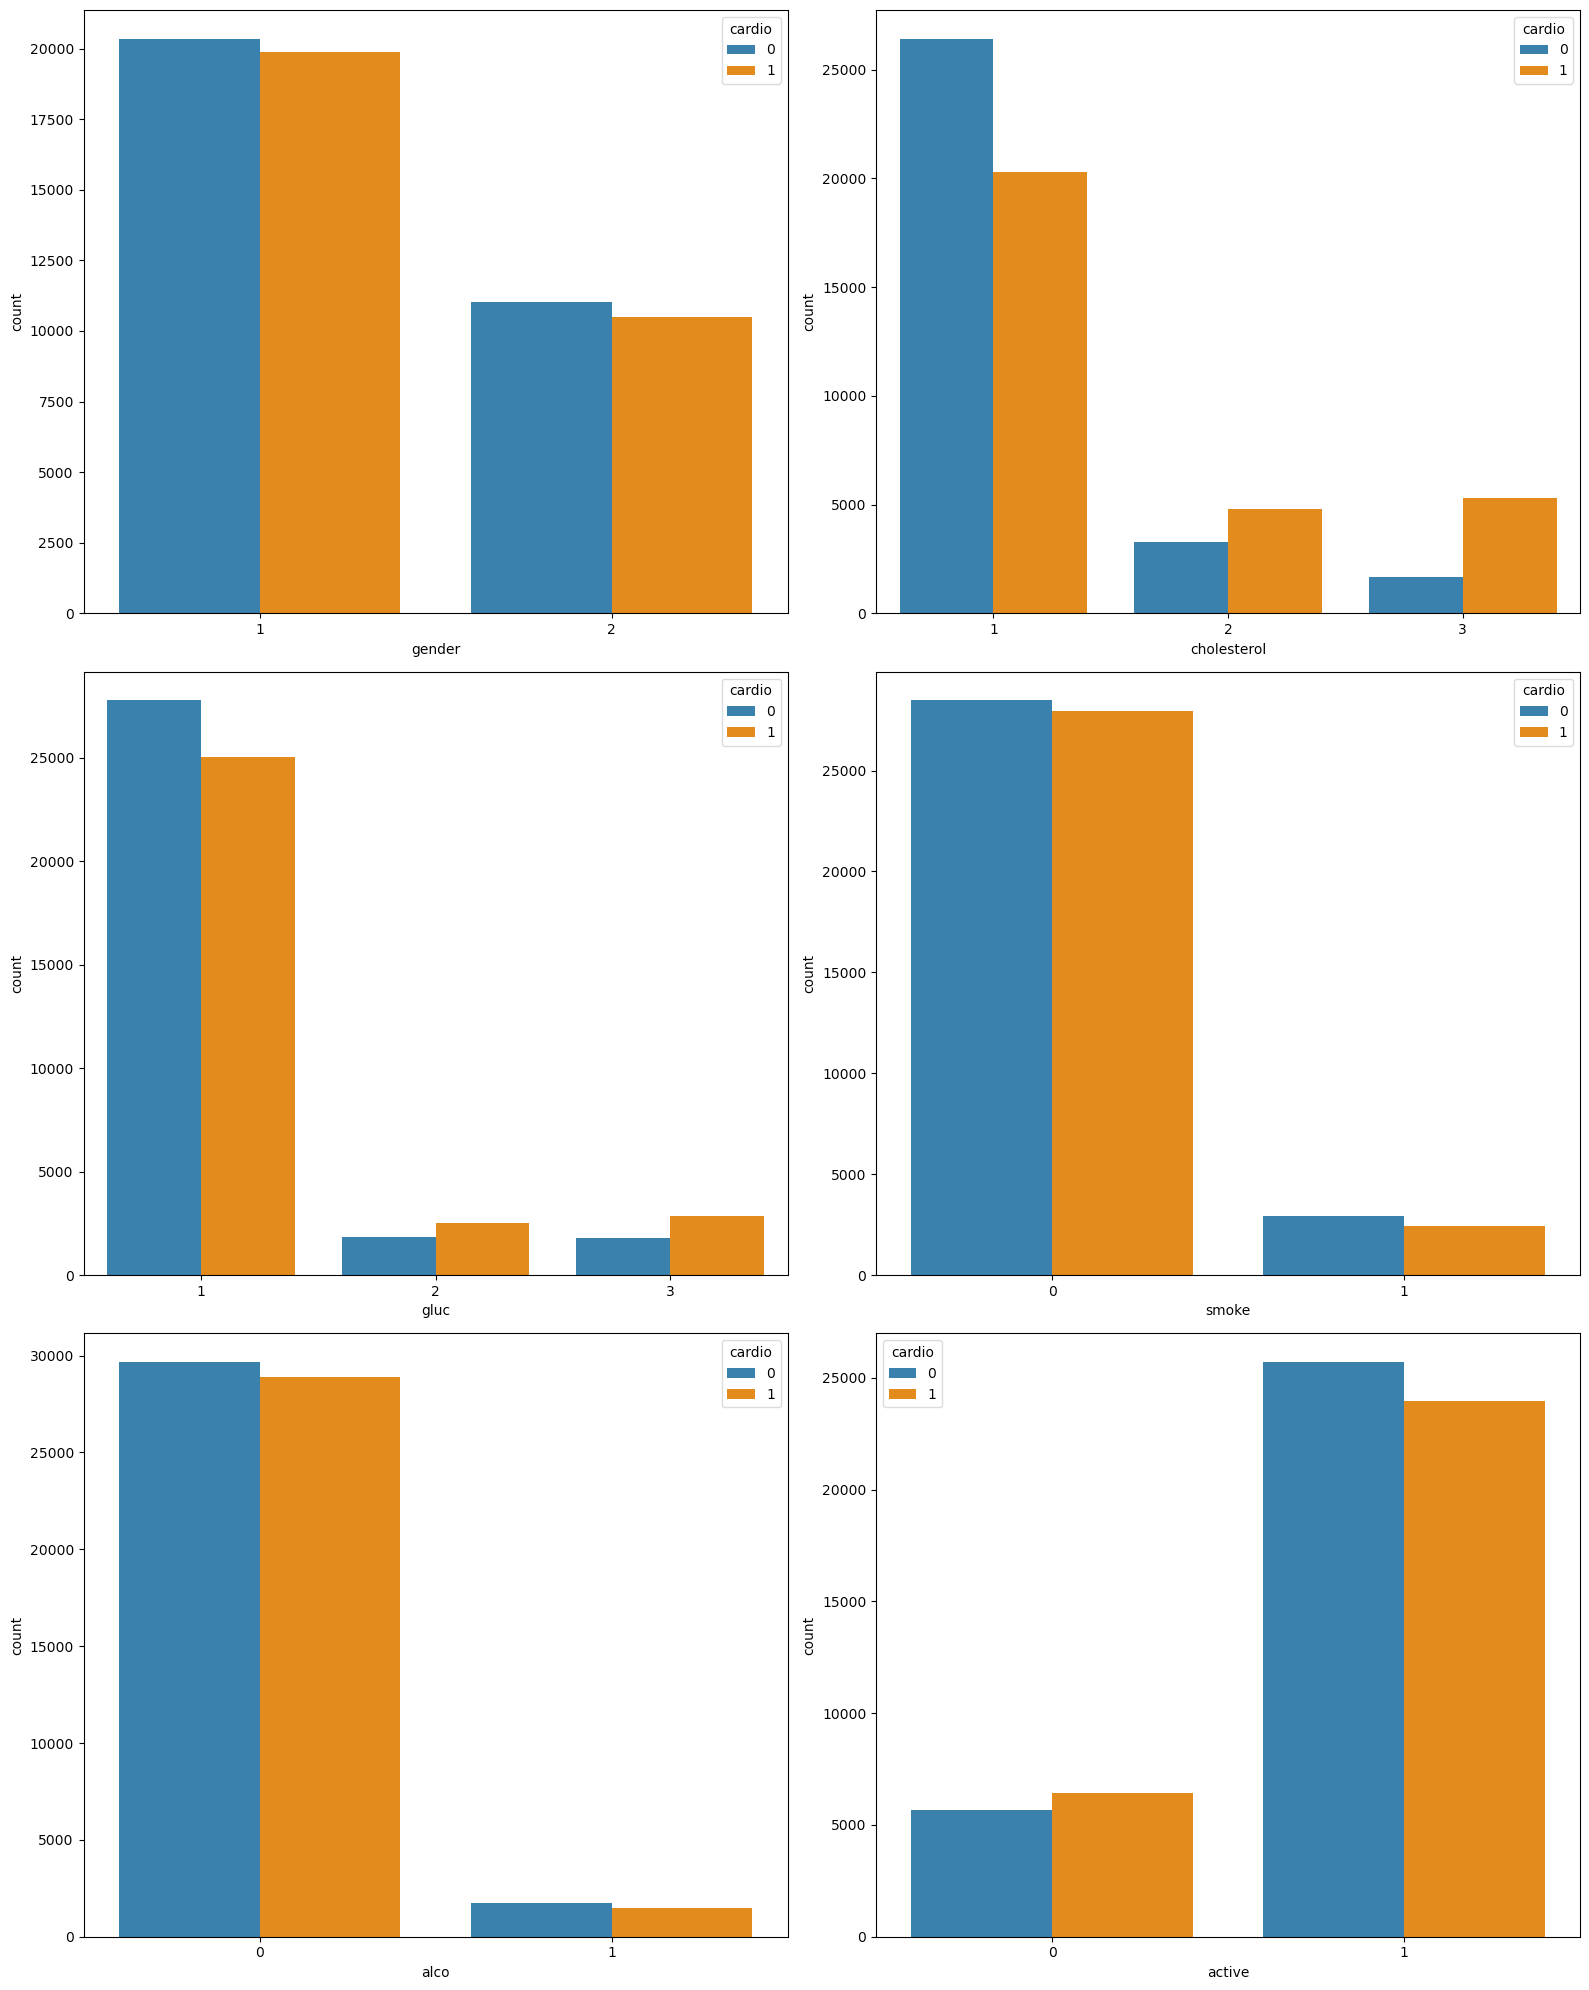 cardio
0
1
20000
17500
15000
12500
10000
7500
5000
2500
0
count
1 2
gender
cardio
0
1
25000
20000
15000
10000
5000
0
count
1 2 3
cholesterol
cardio
0
1
25000
20000
15000
10000
5000
0
count
1 2 3
gluc
cardio
0
1
25000
20000
15000
10000
5000
0
count
0 1
smoke
cardio
0
1
30000
25000
20000
15000
10000
5000
0
count
0 1
alco
cardio
0
1
25000
20000
15000
10000
5000
0
count
0 1
active